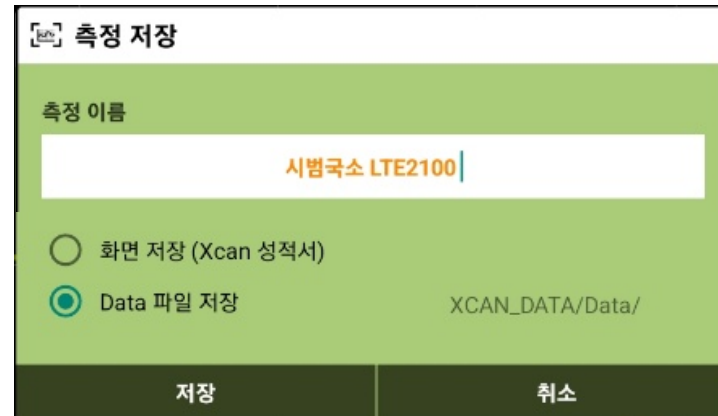 측정 저장
측정 이름
시범국소 LTE2100
화면 저장 (Xcan 성적서)
Data 파일 저장 XCAN_DATA/Data/
저장 취소